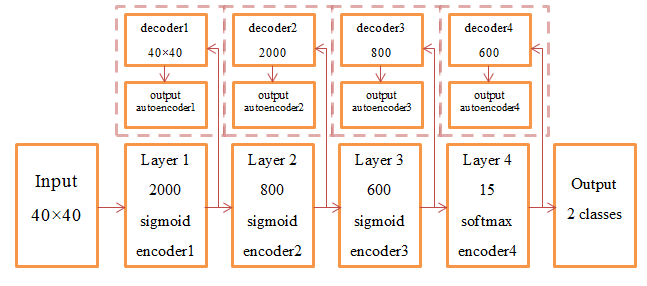 decoder1
40×40
output
autoencoder1
decoder2
2000
output
autoencoder2
decoder3
800
output
autoencoder3
decoder4
600
output
autoencoder4
Input
40×40
Layer 1
2000
sigmoid
encoder1
Layer 2
800
sigmoid
encoder2
Layer 3
600
sigmoid
encoder3
Layer 4
15
softmax
encoder4
Output
2 classes